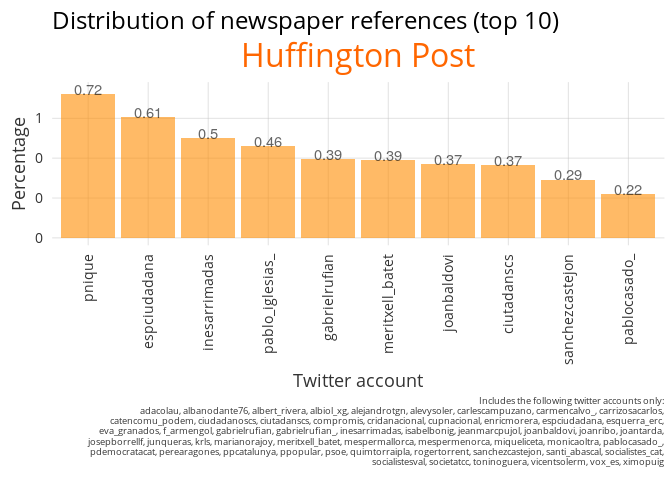 Distribution of newspaper references (top 10)
Huffington Post
Percentage
1
0
0
0
0.72
0.61
0.5
0.46
0.39
0.39
0.37
0.37
0.29
0.22
pnique
espciudadana
inesarrimadas
pablo_iglesias_
gabrielrufian
meritxell_batet
joanbaldovi
ciutadanscs
sanchezcastejon
pablocasado_
Twitter account
Includes the following twitter accounts only:
adacolau, albanodante76, albert_rivera, albiol_xg, alejandrotgn, alevysoler, carlescampuzano, carmencalvo_, carrizosacarlos,
catencomu_podem, ciudadanoscs, ciutadanscs, compromis, cridanacional, cupnacional, enricmorera, espciudadana, esquerra_erc,
eva_granados, f_armengol, gabrielrufian, gabrielrufian_, inesarrimadas, isabelbonig, jeanmarcpujol, joanbaldovi, joanribo, joantarda,
josepborrellf, junqueras, krls, marianorajoy, meritxell_batet, mespermallorca, mespermenorca, miqueliceta, monicaoltra, pablocasado_,
pdemocratacat, perearagones, ppcatalunya, ppopular, psoe, quimtorraipla, rogertorrent, sanchezcastejon, santi_abascal, socialistes_cat,
socialistesval, societatcc, toninoguera, vicentsolerm, vox_es, ximopuig